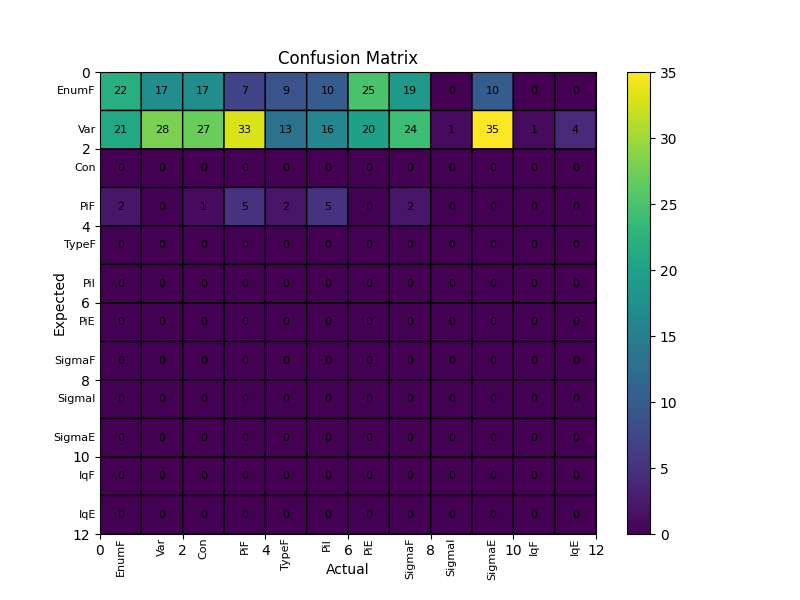 Confusion Matrix
0
EnumF 22 17 17 7 9 10 25 19 0 10 0 0
Var 21 28 27 33 13 16 20 24 1 35 1 4
2
Con 0 0 0 0 0 0 0 0 0 0 0 0
PiF 2 0 1 5 2 5 0 2 0 0 0 0
4
TypeF 0 0 0 0 0 0 0 0 0 0 0 0
PiI 0 0 0 0 0 0 0 0 0 0 0 0
6
PiE 0 0 0 0 0 0 0 0 0 0 0 0
SigmaF 0 0 0 0 0 0 0 0 0 0 0 0
8
SigmaI 0 0 0 0 0 0 0 0 0 0 0 0
SigmaE 0 0 0 0 0 0 0 0 0 0 0 0
10
IqF 0 0 0 0 0 0 0 0 0 0 0 0
IqE 0 0 0 0 0 0 0 0 0 0 0 0
12
Expected
0 2 4 6 8 10 12
EnumF Var Con PiF TypeF PiI PiE SigmaF SigmaI SigmaE IqF IqE
Actual
35
30
25
20
15
10
5
0